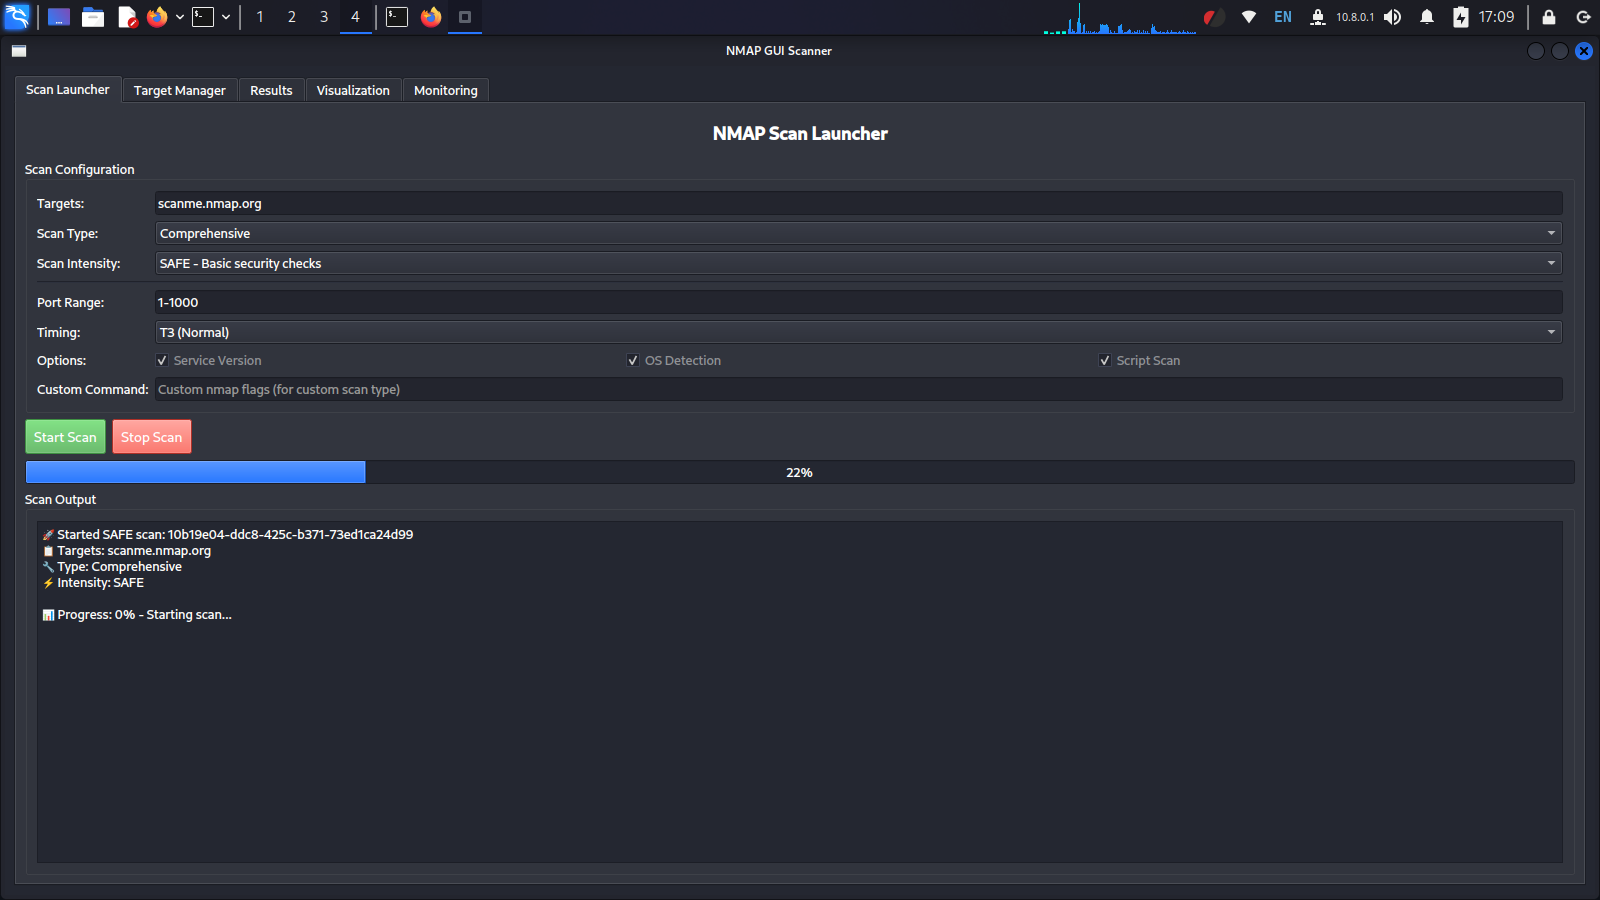 1 2 3 4 EN 10.8.0.1 17:09
NMAP GUI Scanner
Scan Launcher Target Manager Results Visualization Monitoring
NMAP Scan Launcher
Scan Configuration
Targets: scanme.nmap.org
Scan Type: Comprehensive
Scan Intensity: SAFE - Basic security checks
Port Range: 1-1000
Timing: T3 (Normal)
Options: Service Version OS Detection Script Scan
Custom Command: Custom nmap flags (for custom scan type)
Start Scan Stop Scan
22%
Scan Output
🚀 Started SAFE scan: 10b19e04-ddc8-425c-b371-73ed1ca24d99
📋 Targets: scanme.nmap.org
🔧 Type: Comprehensive
⚡ Intensity: SAFE
📊 Progress: 0% - Starting scan...